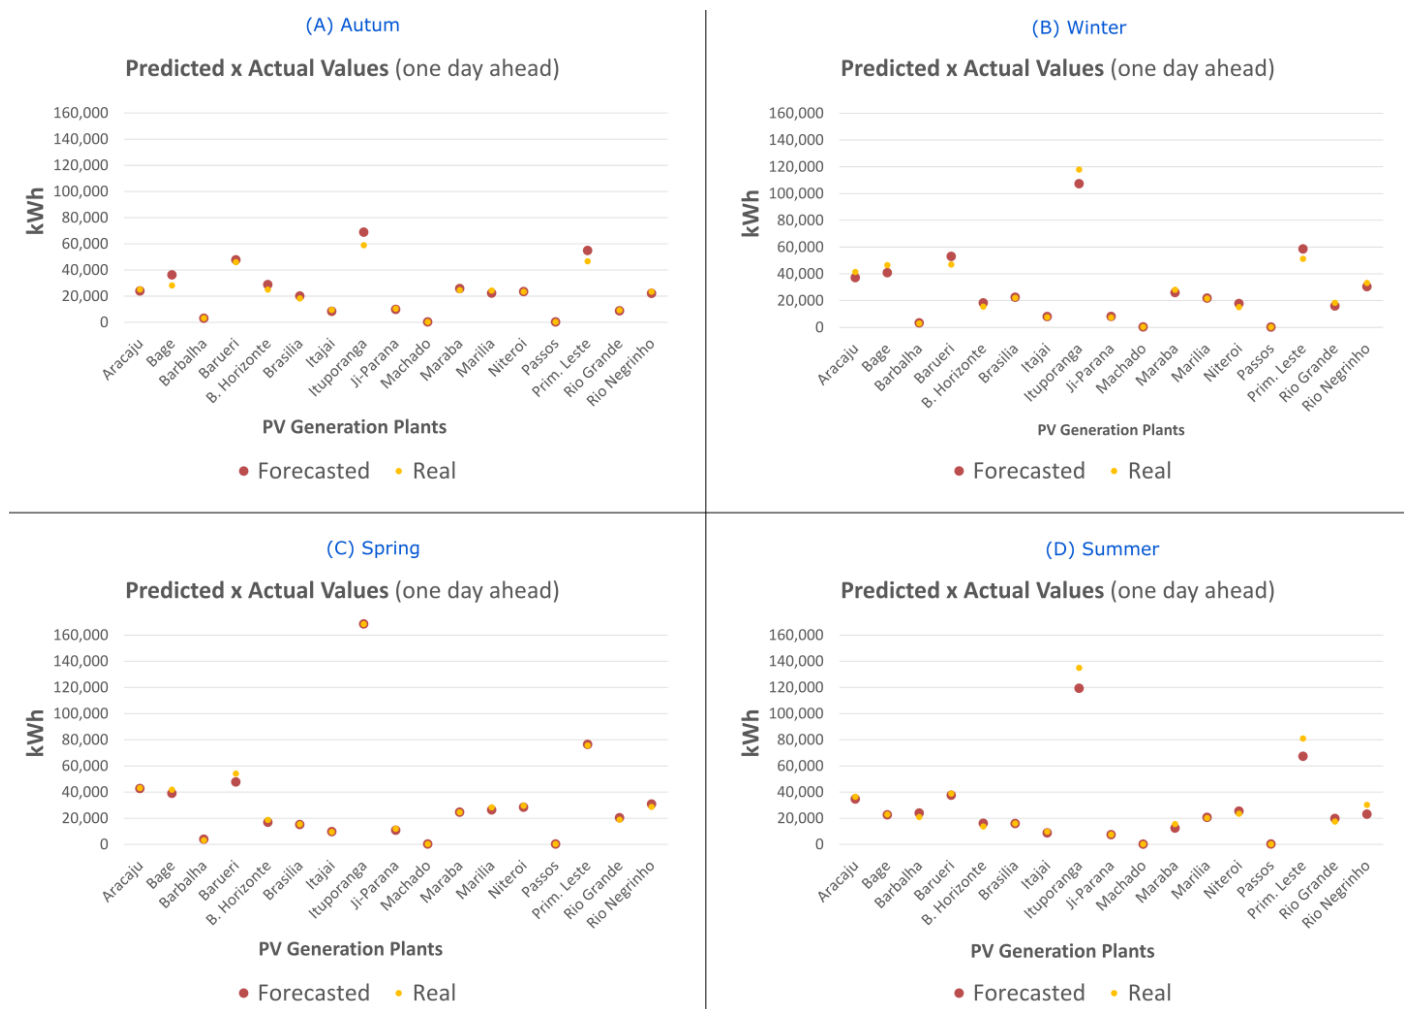 (A) Autum
Predicted x Actual Values (one day ahead)
kWh
160,000
140,000
120,000
100,000
80,000
60,000
40,000
20,000
0
Aracaju
Bage
Barbalha
Barueri
B. Horizonte
Brasilia
Itajai
Ituporanga
Ji-Parana
Machado
Maraba
Marilia
Niteroi
Passos
Prim. Leste
Rio Grande
Rio Negrinho
PV Generation Plants
Forecasted Real
(B) Winter
Predicted x Actual Values (one day ahead)
kWh
160,000
140,000
120,000
100,000
80,000
60,000
40,000
20,000
0
Aracaju
Bage
Barbalha
Barueri
B. Horizonte
Brasilia
Itajai
Ituporanga
Ji-Parana
Machado
Maraba
Marilia
Niteroi
Passos
Prim. Leste
Rio Grande
Rio Negrinho
PV Generation Plants
Forecasted Real
(C) Spring
Predicted x Actual Values (one day ahead)
kWh
160,000
140,000
120,000
100,000
80,000
60,000
40,000
20,000
0
Aracaju
Bage
Barbalha
Barueri
B. Horizonte
Brasilia
Itajai
Ituporanga
Ji-Parana
Machado
Maraba
Marilia
Niteroi
Passos
Prim. Leste
Rio Grande
Rio Negrinho
PV Generation Plants
Forecasted Real
(D) Summer
Predicted x Actual Values (one day ahead)
kWh
160,000
140,000
120,000
100,000
80,000
60,000
40,000
20,000
0
Aracaju
Bage
Barbalha
Barueri
B. Horizonte
Brasilia
Itajai
Ituporanga
Ji-Parana
Machado
Maraba
Marilia
Niteroi
Passos
Prim. Leste
Rio Grande
Rio Negrinho
PV Generation Plants
Forecasted Real